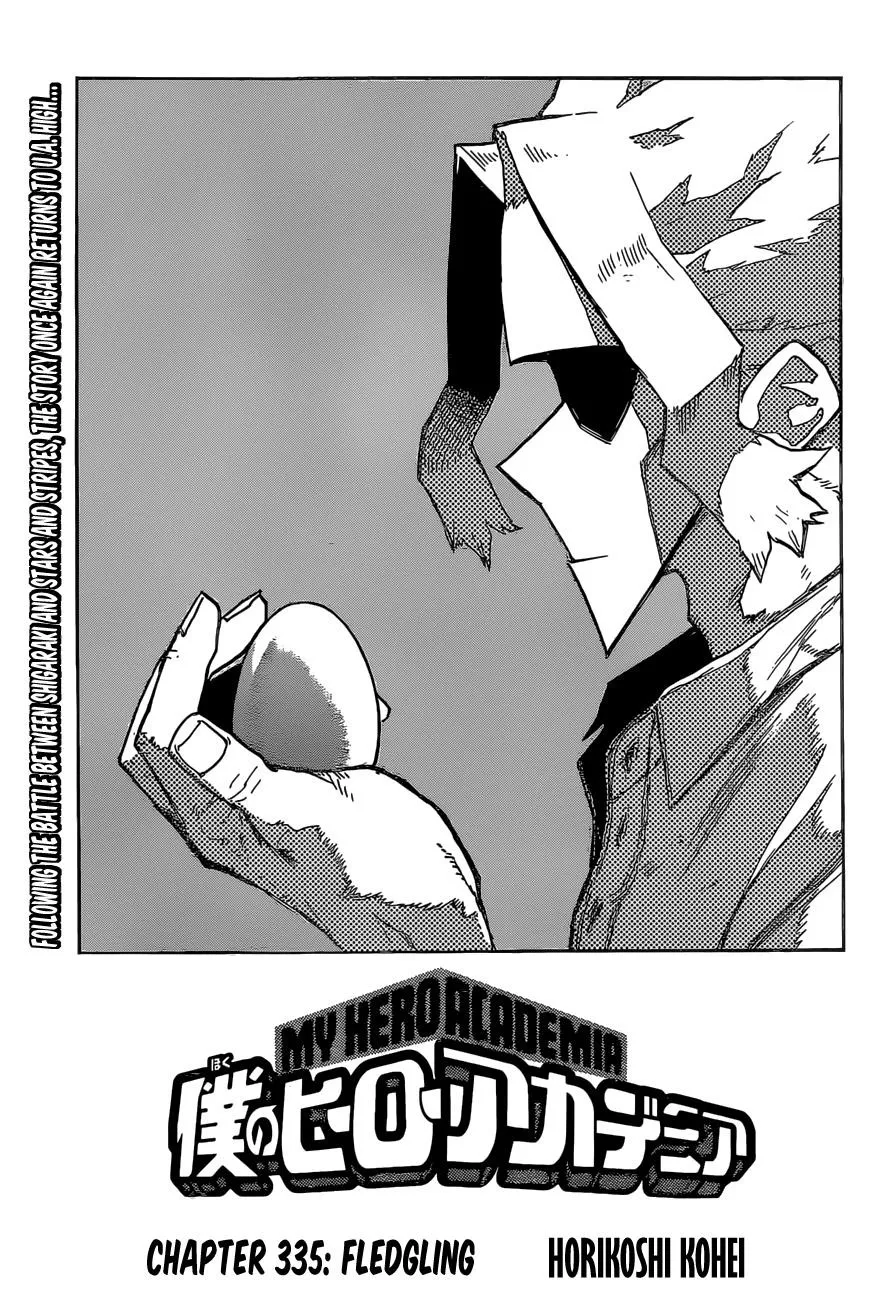 FOLLOWING THE BATTLE BETWEEN SHIGARAKI AND STARS AND STRIPES, THE STORY ONCE AGAIN RETURNS TO U.A. HIGH...
MY HERO ACADEMIA
ぼく
僕のヒーローアカデミア
CHAPTER 335: FLEDGLING
HORIKOSHI KOHEI